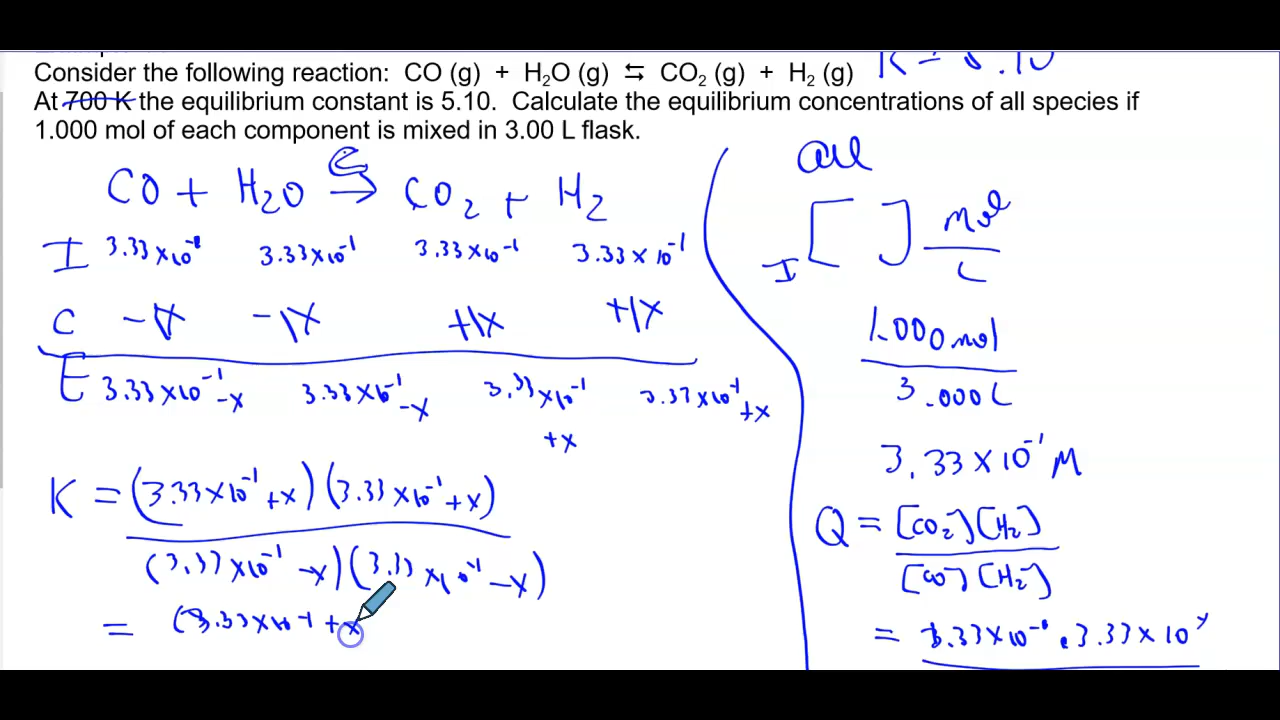 Consider the following reaction: CO (g) + H₂O (g) ⇆ CO₂ (g) + H₂ (g)
K = 5.10
At 700 K the equilibrium constant is 5.10. Calculate the equilibrium concentrations of all species if
1.000 mol of each component is mixed in 3.00 L flask.
CO + H₂O ⇆ CO₂ + H₂
I 3.33×10⁻¹ 3.33×10⁻¹ 3.33×10⁻¹ 3.33×10⁻¹
C -1x -1x +1x +1x
E 3.33×10⁻¹-x 3.33×10⁻¹-x 3.33×10⁻¹ 3.33×10⁻¹+x
+x
K = (3.33×10⁻¹+x)(3.33×10⁻¹+x)
(3.33×10⁻¹-x)(3.33×10⁻¹-x)
= (3.33×10⁻¹+x
all
I [ ] mol
L
1.000 mol
3.000 L
3.33×10⁻¹ M
Q = [CO₂][H₂]
[CO][H₂]
= 3.33×10⁻¹ · 3.33×10